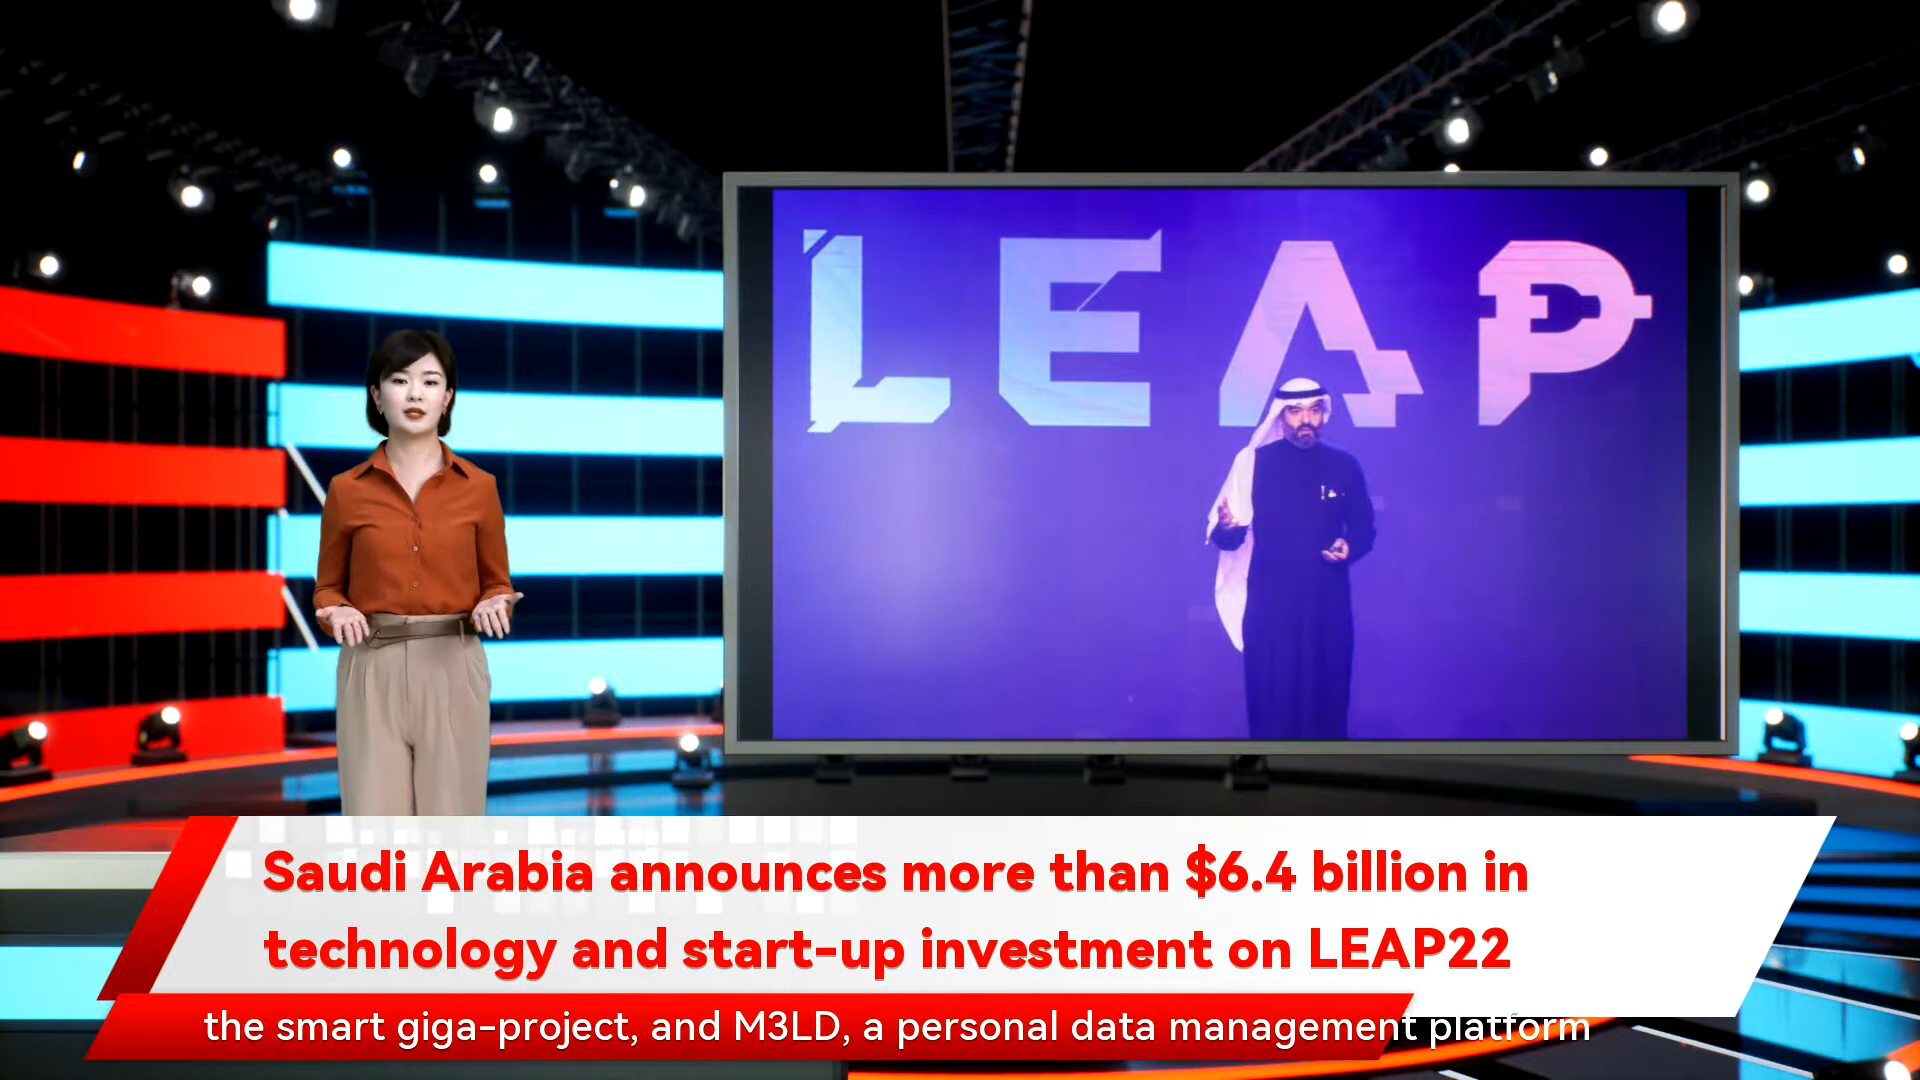 LEAP
Saudi Arabia announces more than $6.4 billion in
technology and start-up investment on LEAP22
the smart giga-project, and M3LD, a personal data management platform